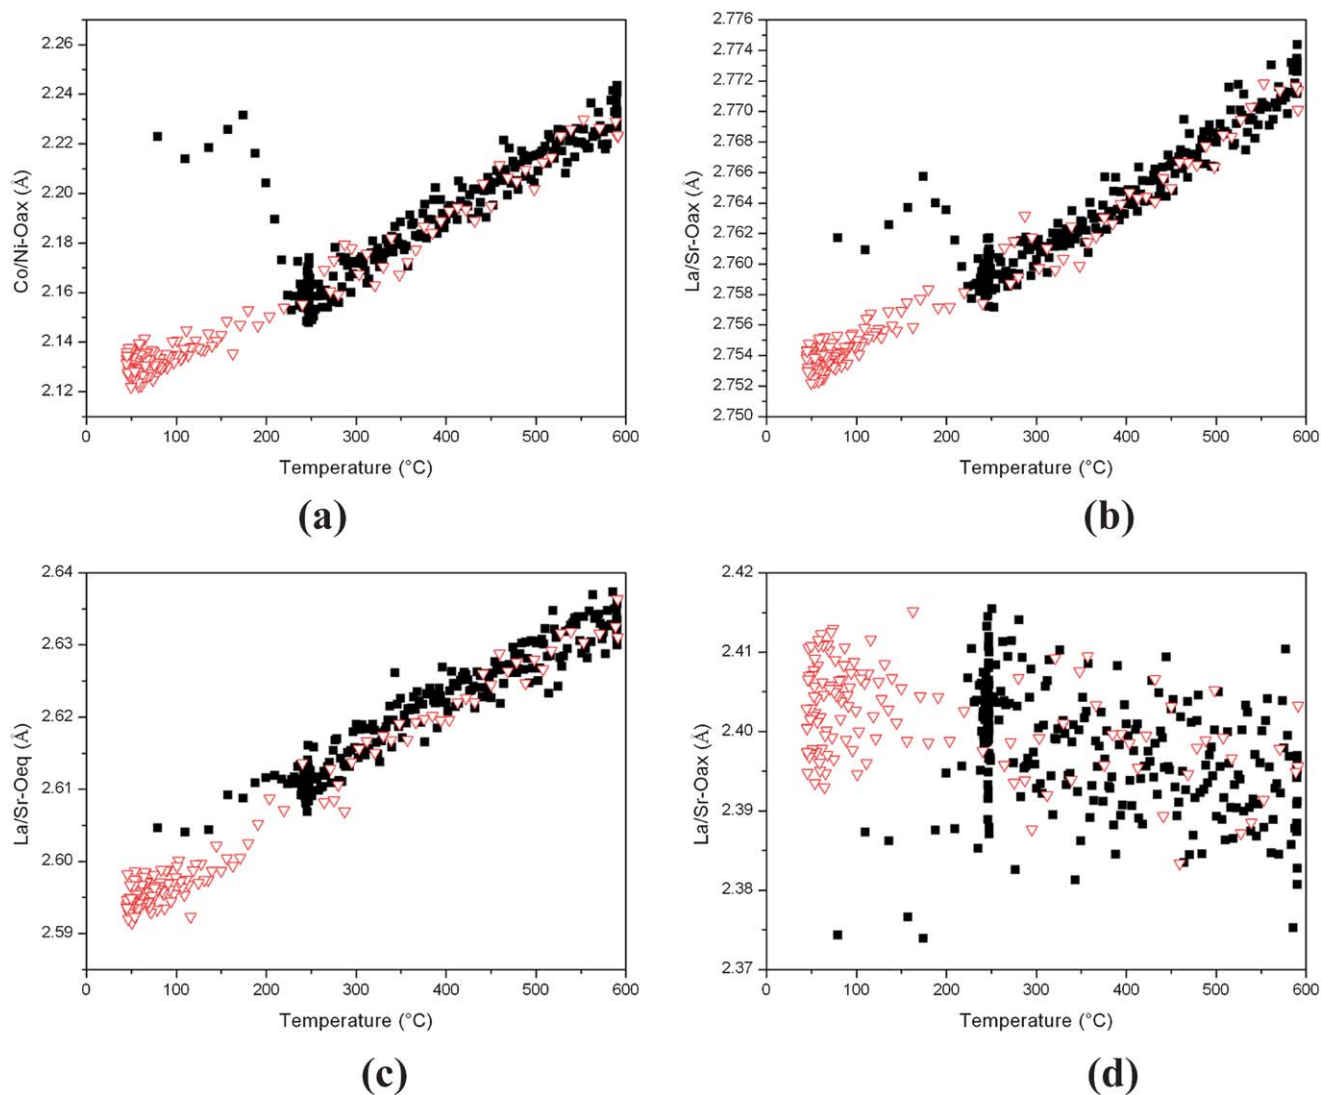 2.26
2.24
2.22
2.20
2.18
2.16
2.14
2.12
Co/Ni-Oax (Å)
0 100 200 300 400 500 600
Temperature (°C)
(a)
2.776
2.774
2.772
2.770
2.768
2.766
2.764
2.762
2.760
2.758
2.756
2.754
2.752
2.750
La/Sr-Oax (Å)
0 100 200 300 400 500 600
Temperature (°C)
(b)
2.64
2.63
2.62
2.61
2.60
2.59
La/Sr-Oeq (Å)
0 100 200 300 400 500 600
Temperature (°C)
(c)
2.42
2.41
2.40
2.39
2.38
2.37
La/Sr-Oax (Å)
0 100 200 300 400 500 600
Temperature (°C)
(d)